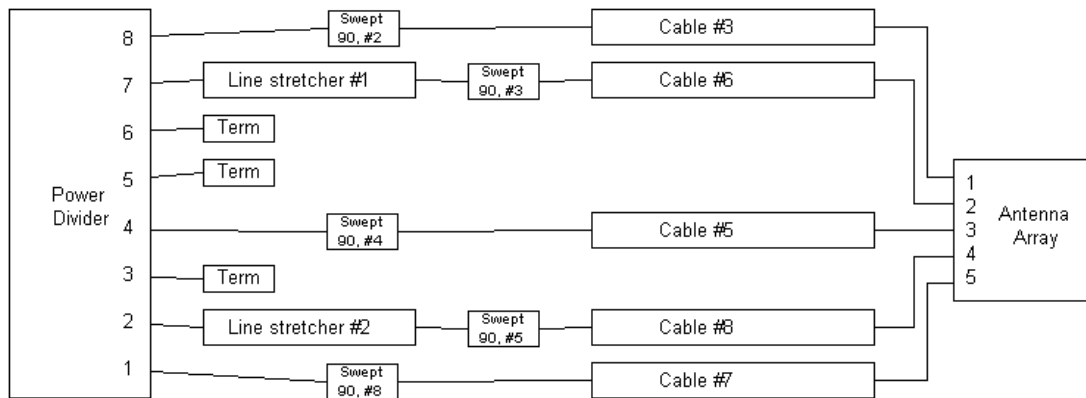 Power
Divider
8
Swept
90, #2
Cable #3
7
Line stretcher #1
Swept
90, #3
Cable #6
6
Term
5
Term
4
Swept
90, #4
Cable #5
3
Term
2
Line stretcher #2
Swept
90, #5
Cable #8
1
Swept
90, #8
Cable #7
1
2
3
4
5
Antenna
Array